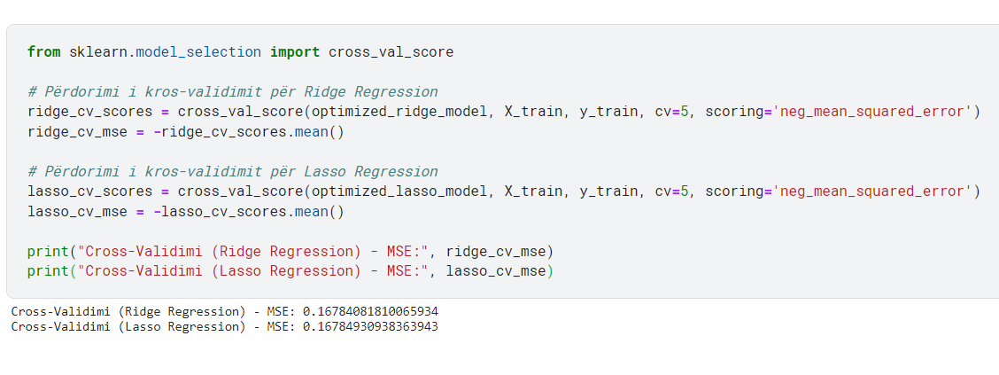 from sklearn.model_selection import cross_val_score
# Përdorimi i kros-validimit për Ridge Regression
ridge_cv_scores = cross_val_score(optimized_ridge_model, X_train, y_train, cv=5, scoring='neg_mean_squared_error')
ridge_cv_mse = -ridge_cv_scores.mean()
# Përdorimi i kros-validimit për Lasso Regression
lasso_cv_scores = cross_val_score(optimized_lasso_model, X_train, y_train, cv=5, scoring='neg_mean_squared_error')
lasso_cv_mse = -lasso_cv_scores.mean()
print("Cross-Validimi (Ridge Regression) - MSE:", ridge_cv_mse)
print("Cross-Validimi (Lasso Regression) - MSE:", lasso_cv_mse)
Cross-Validimi (Ridge Regression) - MSE: 0.16784081810065934
Cross-Validimi (Lasso Regression) - MSE: 0.16784930938363943